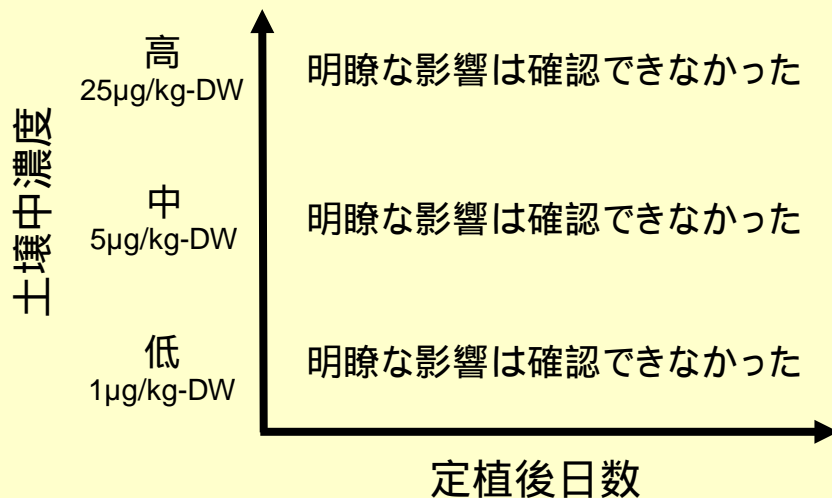 土壌中濃度
高
25μg/kg-DW
明瞭な影響は確認できなかった
中
5μg/kg-DW
明瞭な影響は確認できなかった
低
1μg/kg-DW
明瞭な影響は確認できなかった
定植後日数